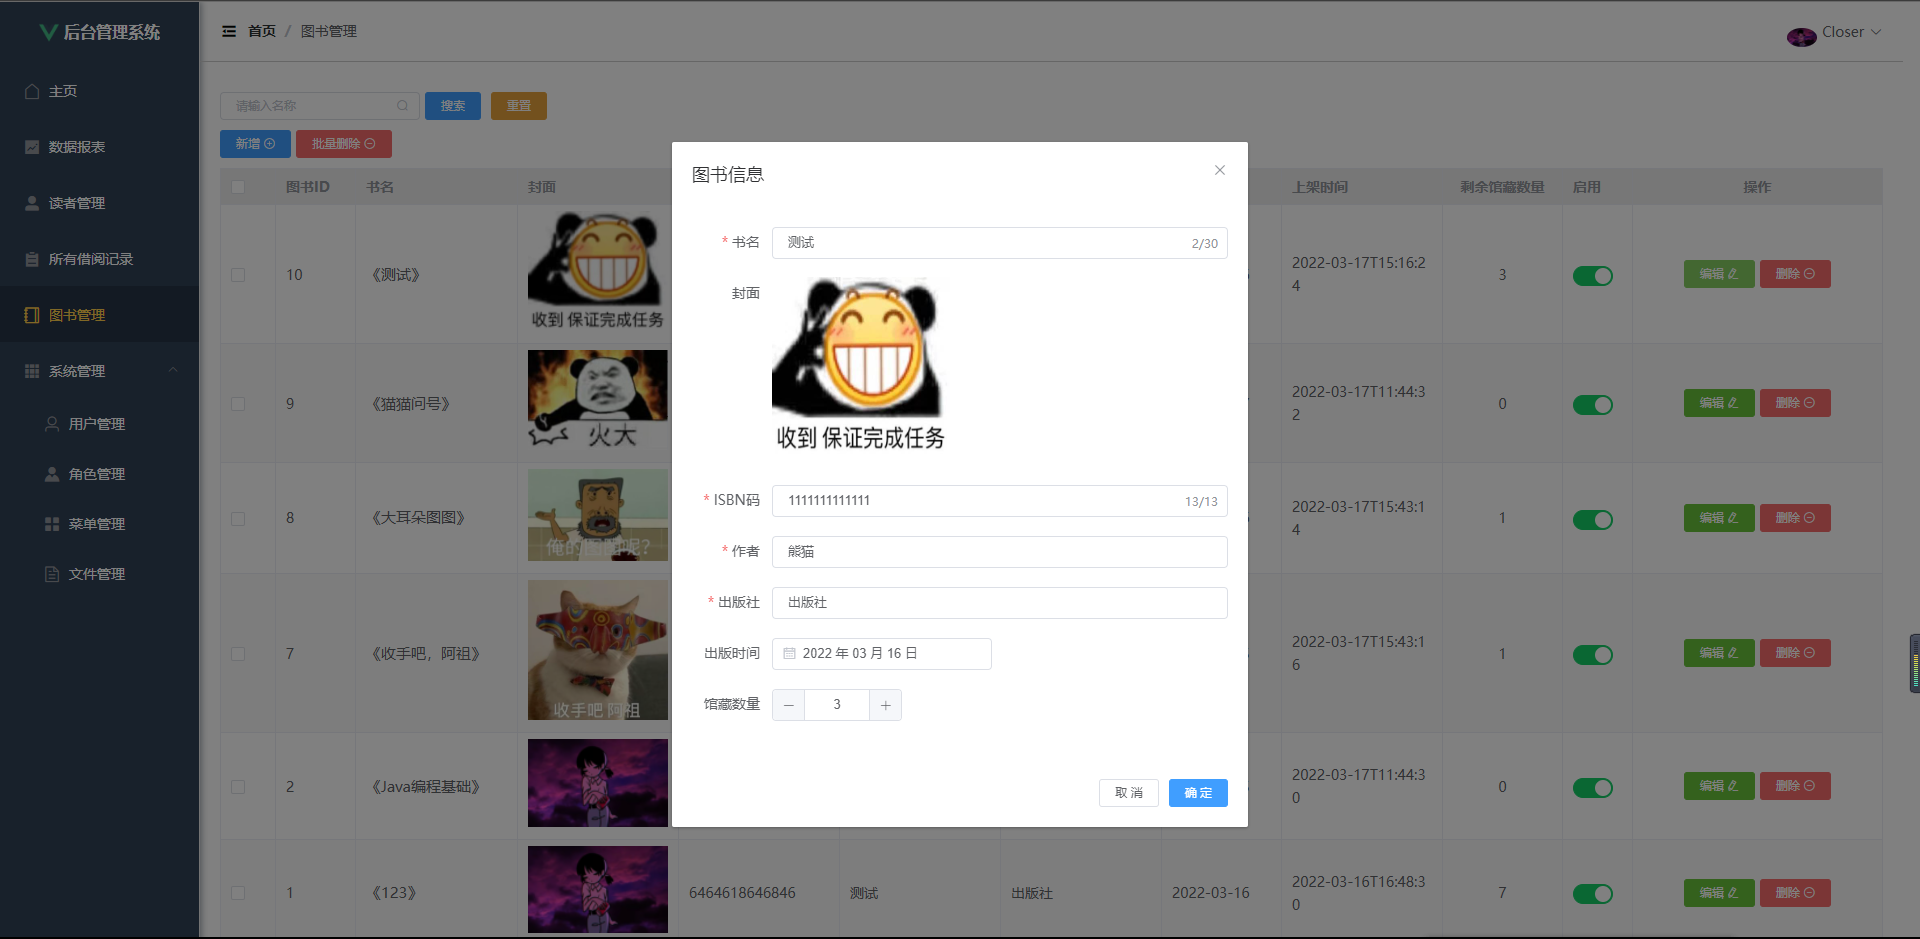 后台管理系统
首页 / 图书管理
Closer
主页
数据报表
读者管理
所有借阅记录
图书管理
系统管理
用户管理
角色管理
菜单管理
文件管理
请输入名称
搜索
重置
新增
批量删除
图书ID 书名 封面 上架时间 剩余馆藏数量 启用 操作
10 《测试》 收到 保证完成任务 2022-03-17T15:16:24 3 编辑 删除
9 《猫猫问号》 火大 2022-03-17T11:44:32 0 编辑 删除
8 《大耳朵图图》 俺的图图呢? 2022-03-17T15:43:14 1 编辑 删除
7 《收手吧，阿祖》 收手吧 阿祖 2022-03-17T15:43:16 1 编辑 删除
2 《Java编程基础》 2022-03-17T11:44:30 0 编辑 删除
1 《123》 6464618646846 测试 出版社 2022-03-16 2022-03-16T16:48:30 7 编辑 删除
图书信息
* 书名 测试 2/30
封面
收到 保证完成任务
* ISBN码 1111111111111 13/13
* 作者 熊猫
* 出版社 出版社
出版时间 2022 年 03 月 16 日
馆藏数量 3
取消 确定